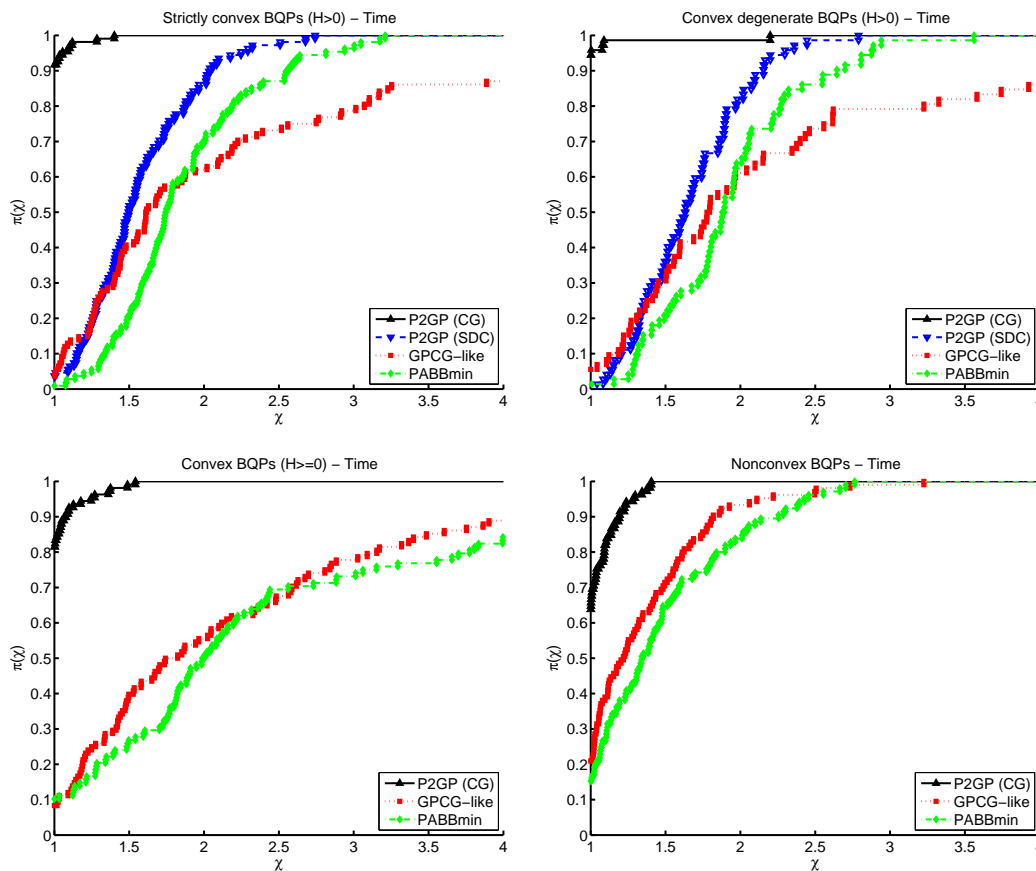 Strictly convex BQPs (H>0) − Time
1
0.9
0.8
0.7
0.6
0.5
0.4
0.3
0.2
0.1
0
π(χ)
1
1.5
2
2.5
3
3.5
4
χ
P2GP (CG)
P2GP (SDC)
GPCG−like
PABBmin
Convex degenerate BQPs (H>0) − Time
1
0.9
0.8
0.7
0.6
0.5
0.4
0.3
0.2
0.1
0
π(χ)
1
1.5
2
2.5
3
3.5
χ
P2GP (CG)
P2GP (SDC)
GPCG−like
PABBmin
Convex BQPs (H>=0) − Time
1
0.9
0.8
0.7
0.6
0.5
0.4
0.3
0.2
0.1
0
π(χ)
1
1.5
2
2.5
3
3.5
4
χ
P2GP (CG)
GPCG−like
PABBmin
Nonconvex BQPs − Time
1
0.9
0.8
0.7
0.6
0.5
0.4
0.3
0.2
0.1
0
π(χ)
1
1.5
2
2.5
3
3.5
χ
P2GP (CG)
GPCG−like
PABBmin